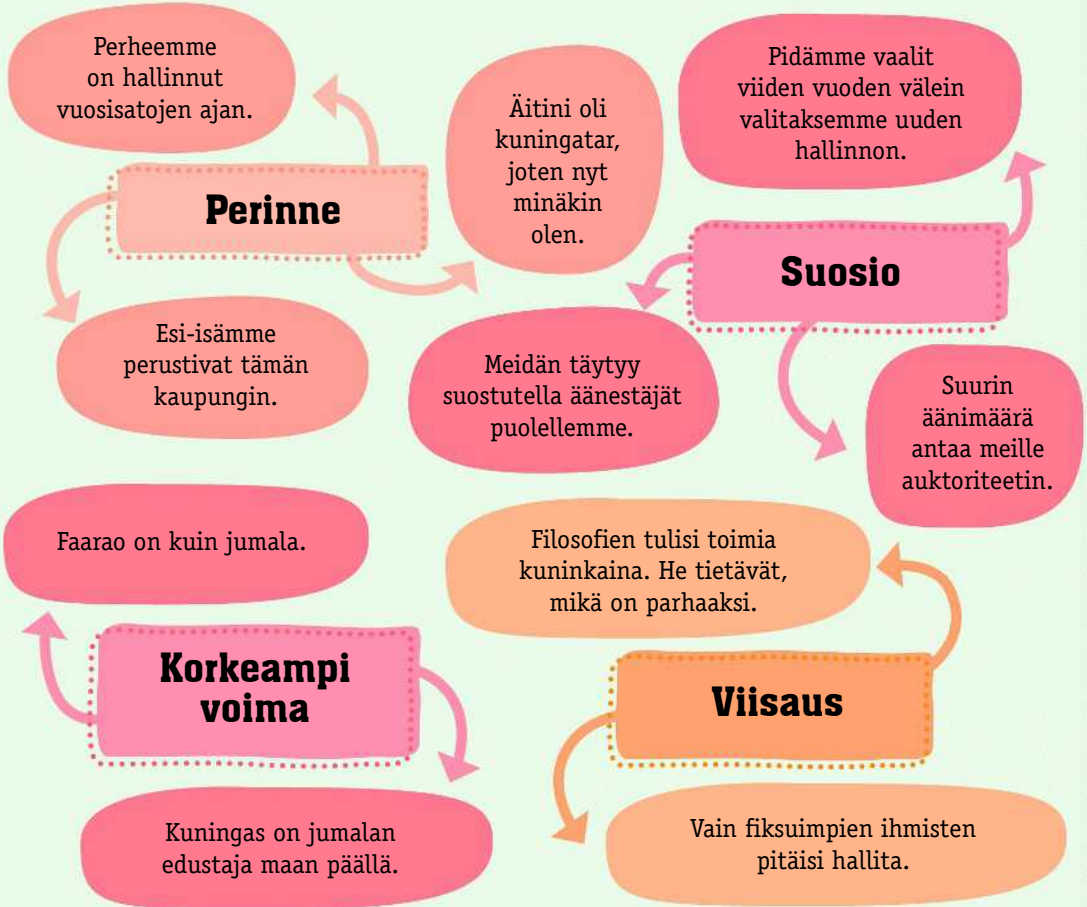 Perheemme
on hallinnut
vuosisatojen ajan.
Perinne
Äitini oli
kuningatar,
joten nyt
minäkin
olen.
Esi-isämme
perustivat tämän
kaupungin.
Pidämme vaalit
viiden vuoden välein
valitaksemme uuden
hallinnon.
Suosio
Meidän täytyy
suostutella äänestäjät
puolellemme.
Suurin
äänimäärä
antaa meille
auktoriteetin.
Faarao on kuin jumala.
Korkeampi
voima
Kuningas on jumalan
edustaja maan päällä.
Filosofien tulisi toimia
kuninkaina. He tietävät,
mikä on parhaaksi.
Viisaus
Vain fiksuimpien ihmisten
pitäisi hallita.